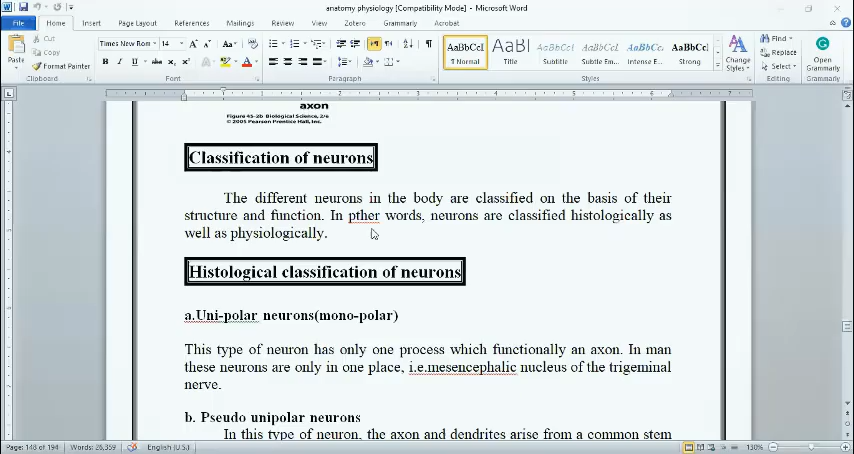 anatomy physiology [Compatibility Mode] - Microsoft Word
File Home Insert Page Layout References Mailings Review View Zotero Grammarly Acrobat
Paste
Cut
Copy
Format Painter
Clipboard
Times New Rom 14
Font
Paragraph
AaBbCcI AaBl AaBbCcL AaBbCcL AaBbCc. AaBbCcl
¶ Normal Title Subtitle Subtle Em... Intense E... Strong
Change Styles
Styles
Find
Replace
Select
Editing
Open Grammarly
Grammarly
axon
Figure 45-2b Biological Science, 2/e
© 2005 Pearson Prentice Hall, Inc.
Classification of neurons
The different neurons in the body are classified on the basis of their
structure and function. In pther words, neurons are classified histologically as
well as physiologically.
Histological classification of neurons
a.Uni-polar neurons(mono-polar)
This type of neuron has only one process which functionally an axon. In man
these neurons are only in one place, i.e.mesencephalic nucleus of the trigeminal
nerve.
b. Pseudo unipolar neurons
In this type of neuron, the axon and dendrites arise from a common stem
Page: 148 of 194 Words: 26,359 English (U.S.) 130%